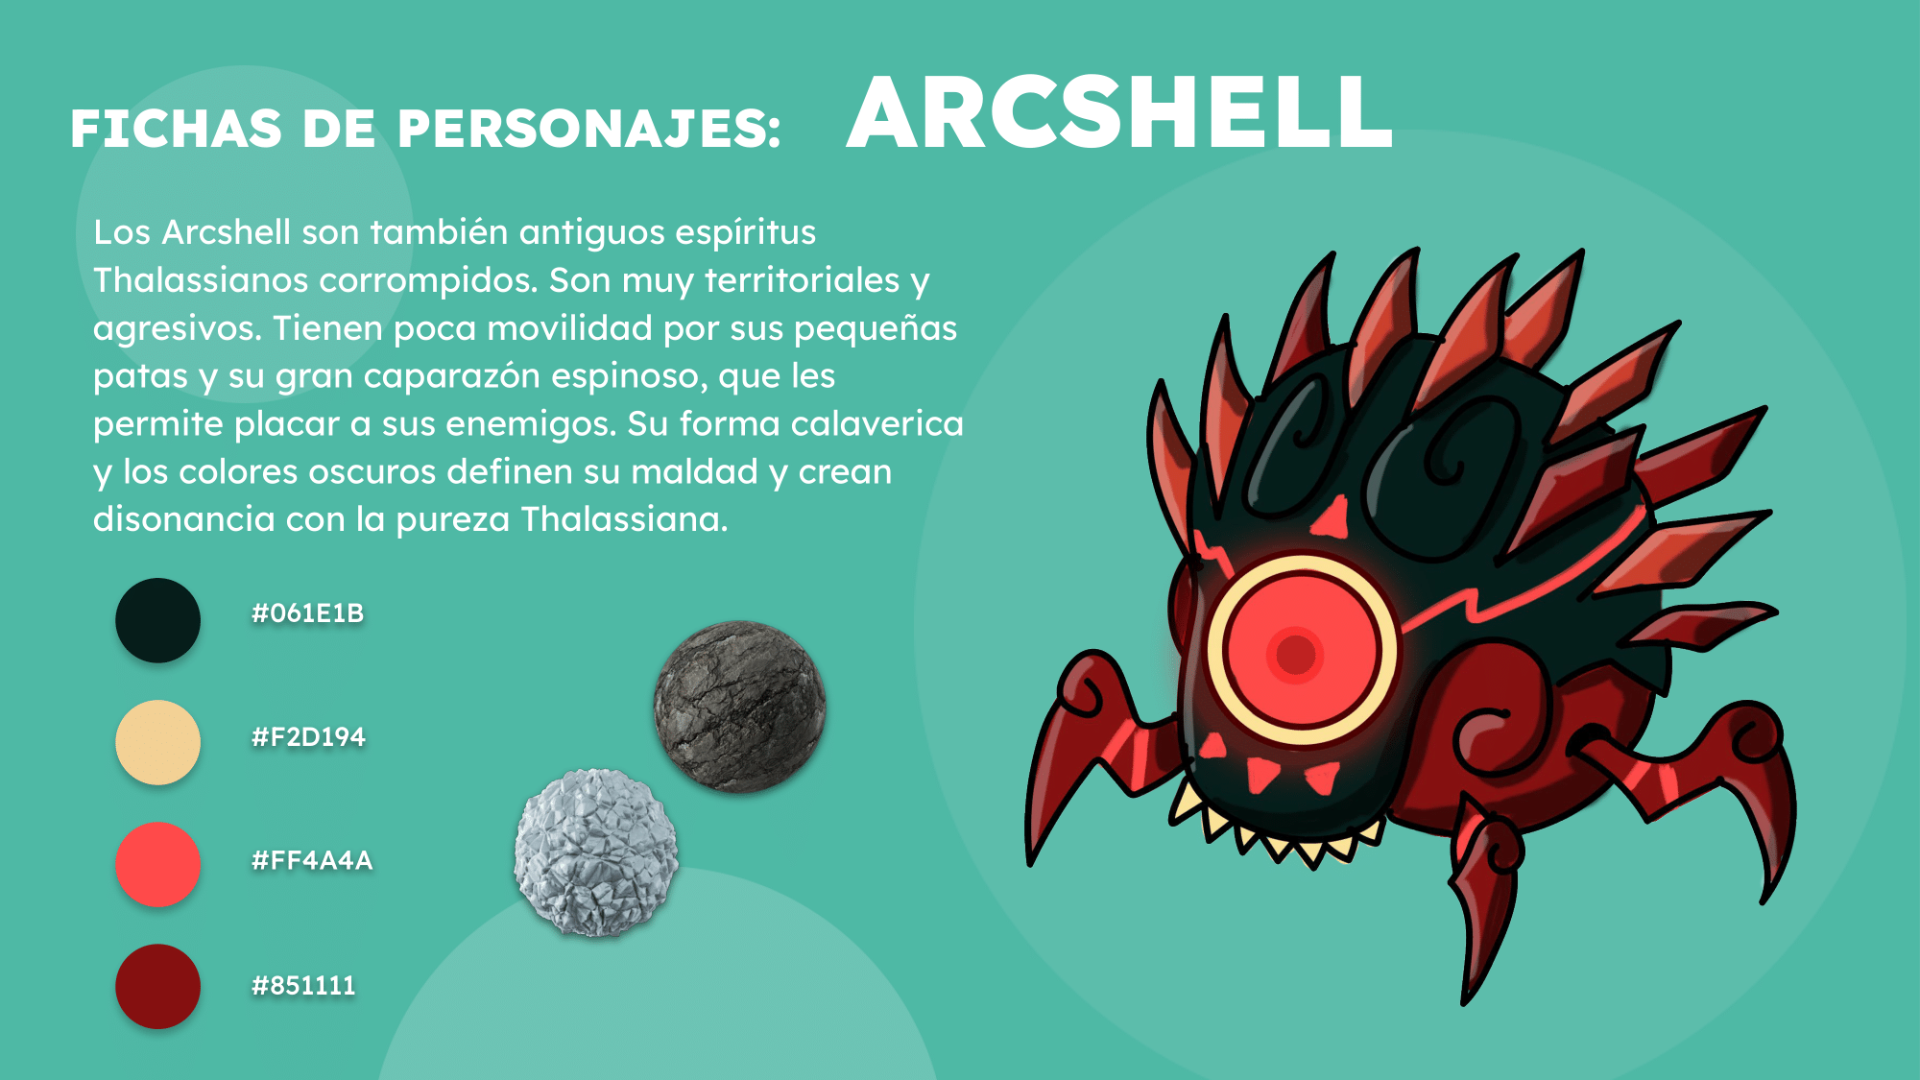 FICHAS DE PERSONAJES: ARCSHELL
Los Arcshell son también antiguos espíritus
Thalassianos corrompidos. Son muy territoriales y
agresivos. Tienen poca movilidad por sus pequeñas
patas y su gran caparazón espinoso, que les
permite placar a sus enemigos. Su forma calaverica
y los colores oscuros definen su maldad y crean
disonancia con la pureza Thalassiana.
#061E1B
#F2D194
#FF4A4A
#851111